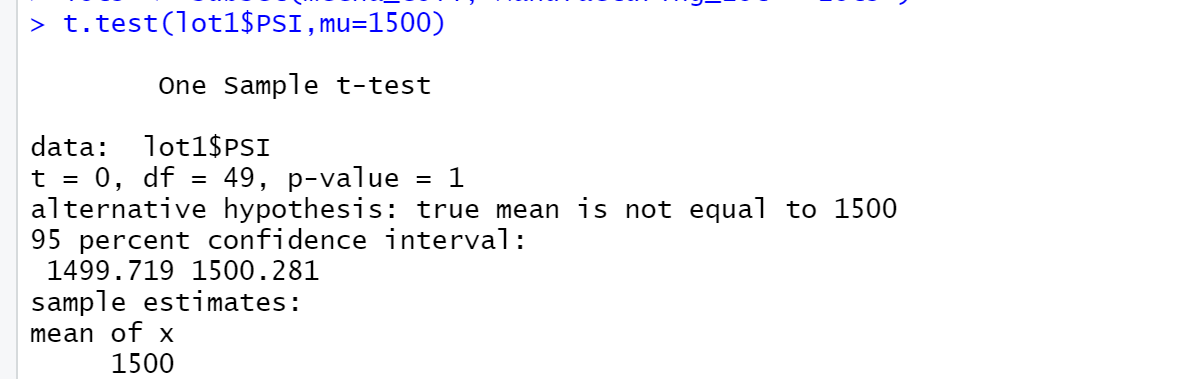 > t.test(lot1$PSI,mu=1500)
One Sample t-test
data:  lot1$PSI
t = 0, df = 49, p-value = 1
alternative hypothesis: true mean is not equal to 1500
95 percent confidence interval:
 1499.719 1500.281
sample estimates:
mean of x
     1500